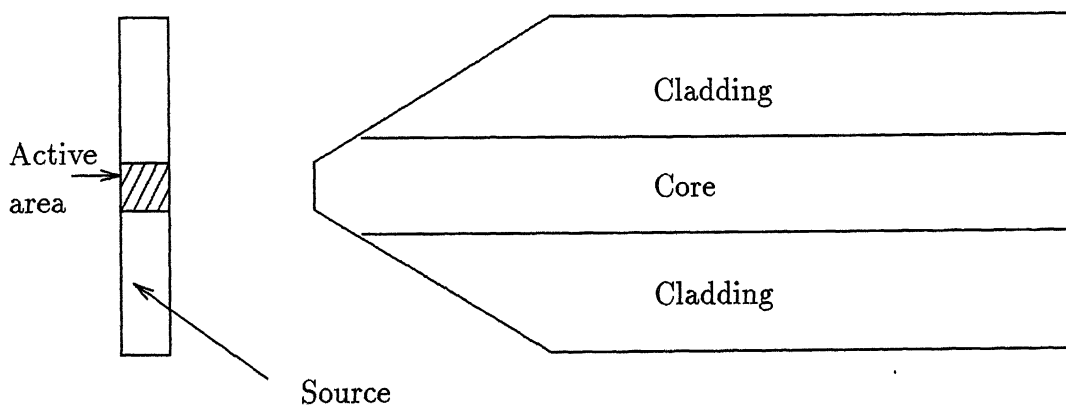 Cladding
Active
area
Core
Cladding
Source